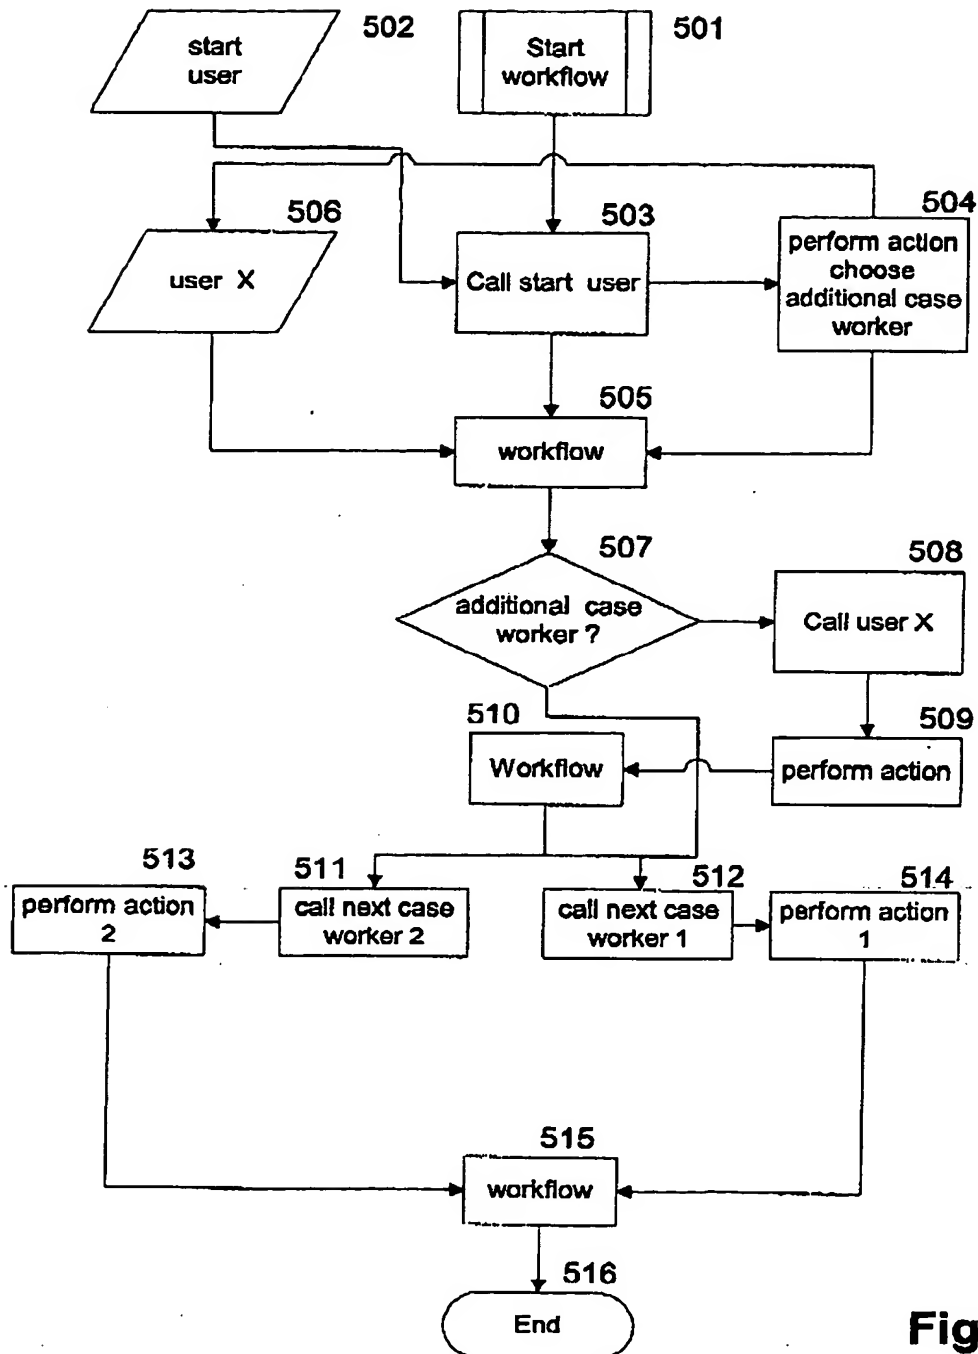 502
start
user
501
Start
workflow
506
user X
503
Call start user
504
perform action
choose
additional case
worker
505
workflow
507
additional case
worker ?
508
Call user X
509
perform action
510
Workflow
513
perform action
2
511
call next case
worker 2
512
call next case
worker 1
514
perform action
1
515
workflow
516
End
Fig